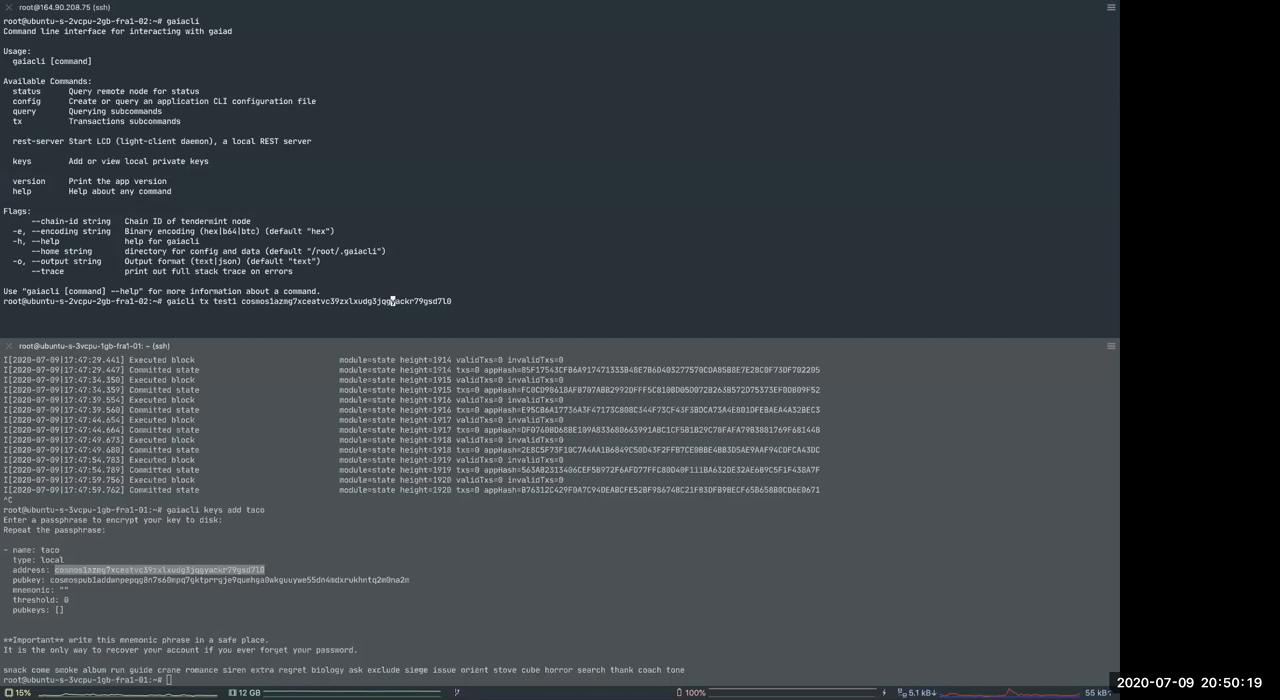 root@164.90.208.75 (ssh)
root@ubuntu-s-2vcpu-2gb-fra1-02:~# gaiacli
Command line interface for interacting with gaiad
Usage:
gaiacli [command]
Available Commands:
status Query remote node for status
config Create or query an application CLI configuration file
query Querying subcommands
tx Transactions subcommands
rest-server Start LCD (light-client daemon), a local REST server
keys Add or view local private keys
version Print the app version
help Help about any command
Flags:
--chain-id string Chain ID of tendermint node
-e, --encoding string Binary encoding (hex|b64|btc) (default "hex")
-h, --help help for gaiacli
--home string directory for config and data (default "/root/.gaiacli")
-o, --output string Output format (text|json) (default "text")
--trace print out full stack trace on errors
Use "gaiacli [command] --help" for more information about a command.
root@ubuntu-s-2vcpu-2gb-fra1-02:~# gaicli tx test1 cosmos1azmg7xceatvc39zxlxudg3jqgyackr79gsd7l0
root@ubuntu-s-3vcpu-1gb-fra1-01: ~ (ssh)
I[2020-07-09|17:47:29.441] Executed block module=state height=1914 validTxs=0 invalidTxs=0
I[2020-07-09|17:47:29.447] Committed state module=state height=1914 txs=0
I[2020-07-09|17:47:34.350] Executed block module=state height=1915 validTxs=0 invalidTxs=0
I[2020-07-09|17:47:34.359] Committed state module=state height=1915 txs=0
I[2020-07-09|17:47:39.554] Executed block module=state height=1916 validTxs=0 invalidTxs=0
I[2020-07-09|17:47:39.560] Committed state module=state height=1916 txs=0
I[2020-07-09|17:47:44.654] Executed block module=state height=1917 validTxs=0 invalidTxs=0
I[2020-07-09|17:47:44.664] Committed state module=state height=1917 txs=0
I[2020-07-09|17:47:49.673] Executed block module=state height=1918 validTxs=0 invalidTxs=0
I[2020-07-09|17:47:49.680] Committed state module=state height=1918 txs=0
I[2020-07-09|17:47:54.783] Executed block module=state height=1919 validTxs=0 invalidTxs=0
I[2020-07-09|17:47:54.789] Committed state module=state height=1919 txs=0
I[2020-07-09|17:47:59.756] Executed block module=state height=1920 validTxs=0 invalidTxs=0
I[2020-07-09|17:47:59.762] Committed state module=state height=1920 txs=0
^C
root@ubuntu-s-3vcpu-1gb-fra1-01:~# gaiacli keys add taco
Enter a passphrase to encrypt your key to disk:
Repeat the passphrase:
- name: taco
type: local
address: cosmos1azmg7xceatvc39zxlxudg3jqgyackr79gsd7l0
pubkey:
mnemonic: ""
threshold: 0
pubkeys: []
**Important** write this mnemonic phrase in a safe place.
It is the only way to recover your account if you ever forget your password.
snack come smoke album run guide crane romance siren extra regret biology ask exclude siege issue orient stove cube horror search thank coach tone
root@ubuntu-s-3vcpu-1gb-fra1-01:~#
15% 12 GB 100% 5.1 kB↓ 55 kB↑
2020-07-09 20:50:19